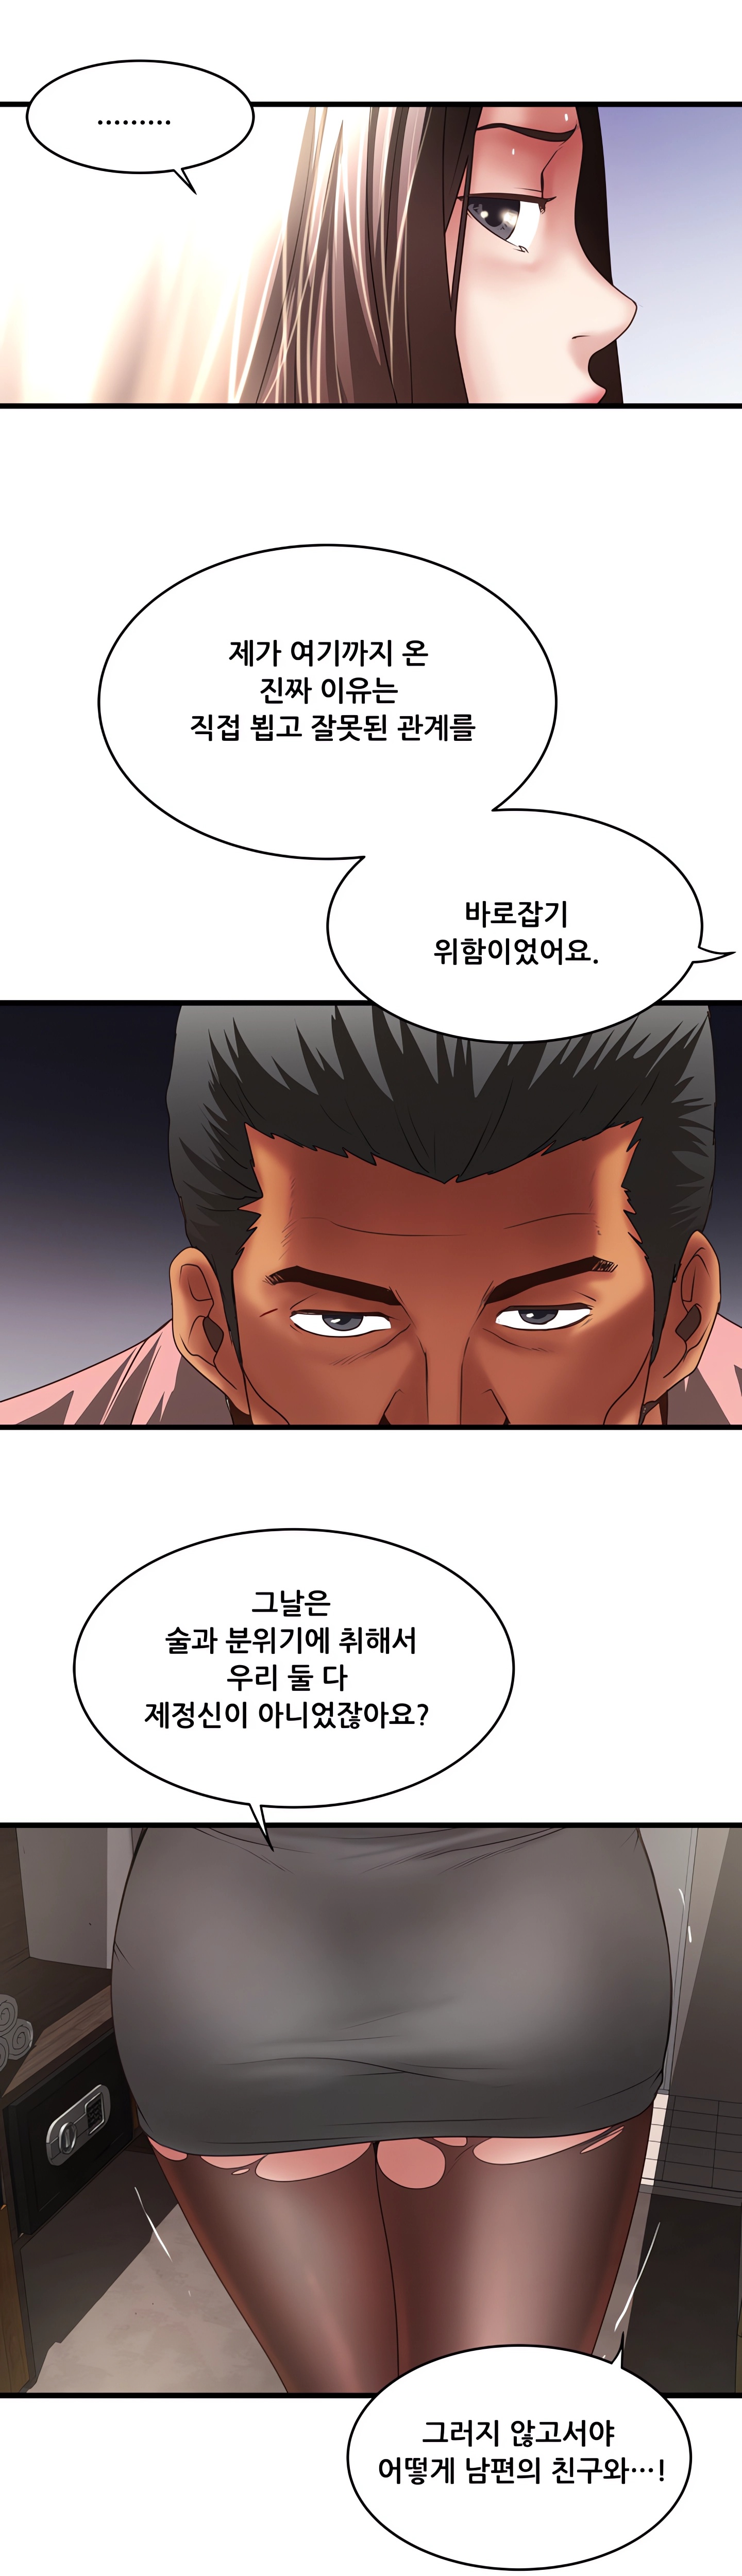 ………
제가 여기까지 온
진짜 이유는
직접 뵙고 잘못된 관계를
바로잡기
위함이었어요.
그날은
술과 분위기에 취해서
우리 둘 다
제정신이 아니었잖아요?
그러지 않고서야
어떻게 남편의 친구와…!